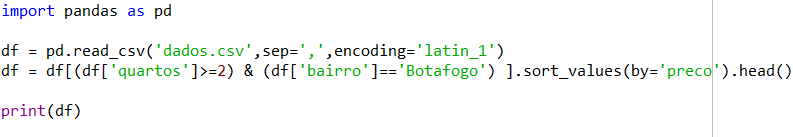 import pandas as pd
df = pd.read_csv('dados.csv',sep=',',encoding='latin_1')
df = df[(df['quartos']>=2) & (df['bairro']=='Botafogo') ].sort_values(by='preco').head()
print(df)